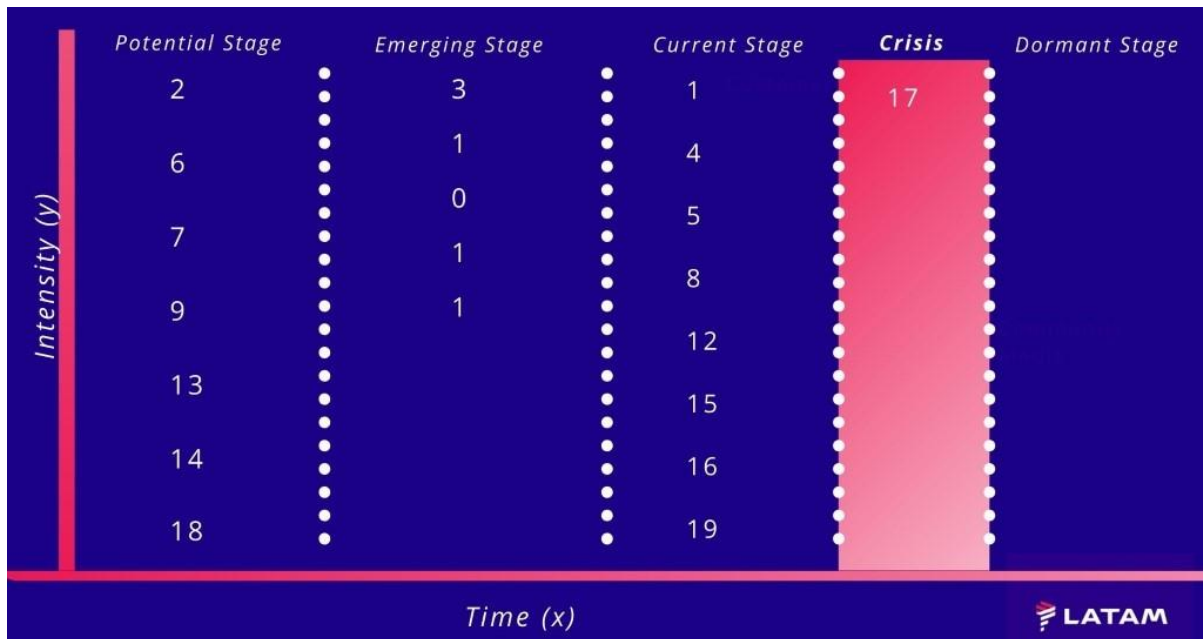 Potential Stage
2
6
7
9
13
14
18
Emerging Stage
3
1
0
1
1
Current Stage
1
4
5
8
12
15
16
19
Crisis
17
Dormant Stage
Intensity (y)
Time (x)
LATAM